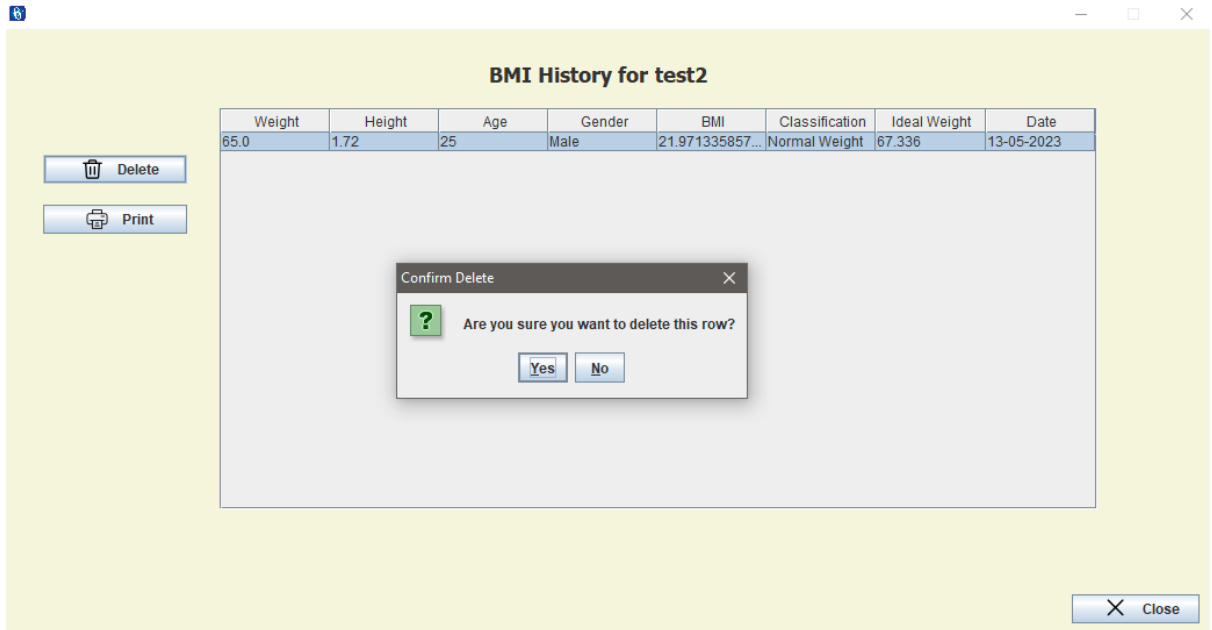 BMI History for test2
Weight Height Age Gender BMI Classification Ideal Weight Date
65.0 1.72 25 Male 21.971335857... Normal Weight 67.336 13-05-2023
Delete
Print
Confirm Delete
? Are you sure you want to delete this row?
Yes No
Close